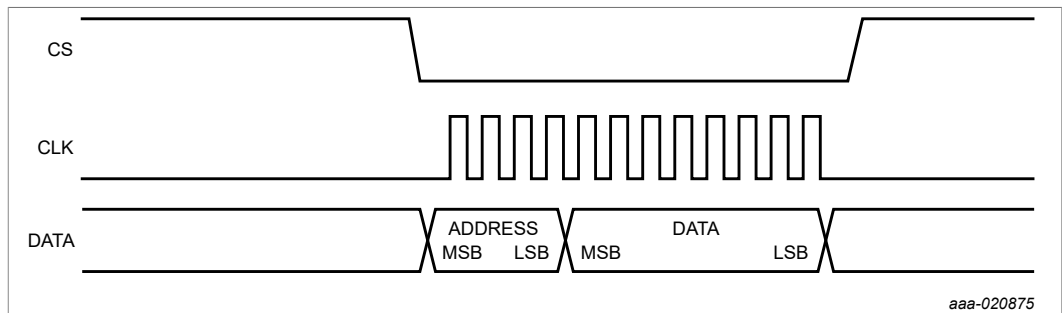 CS
CLK
DATA
ADDRESS DATA
MSB LSB MSB LSB
aaa-020875